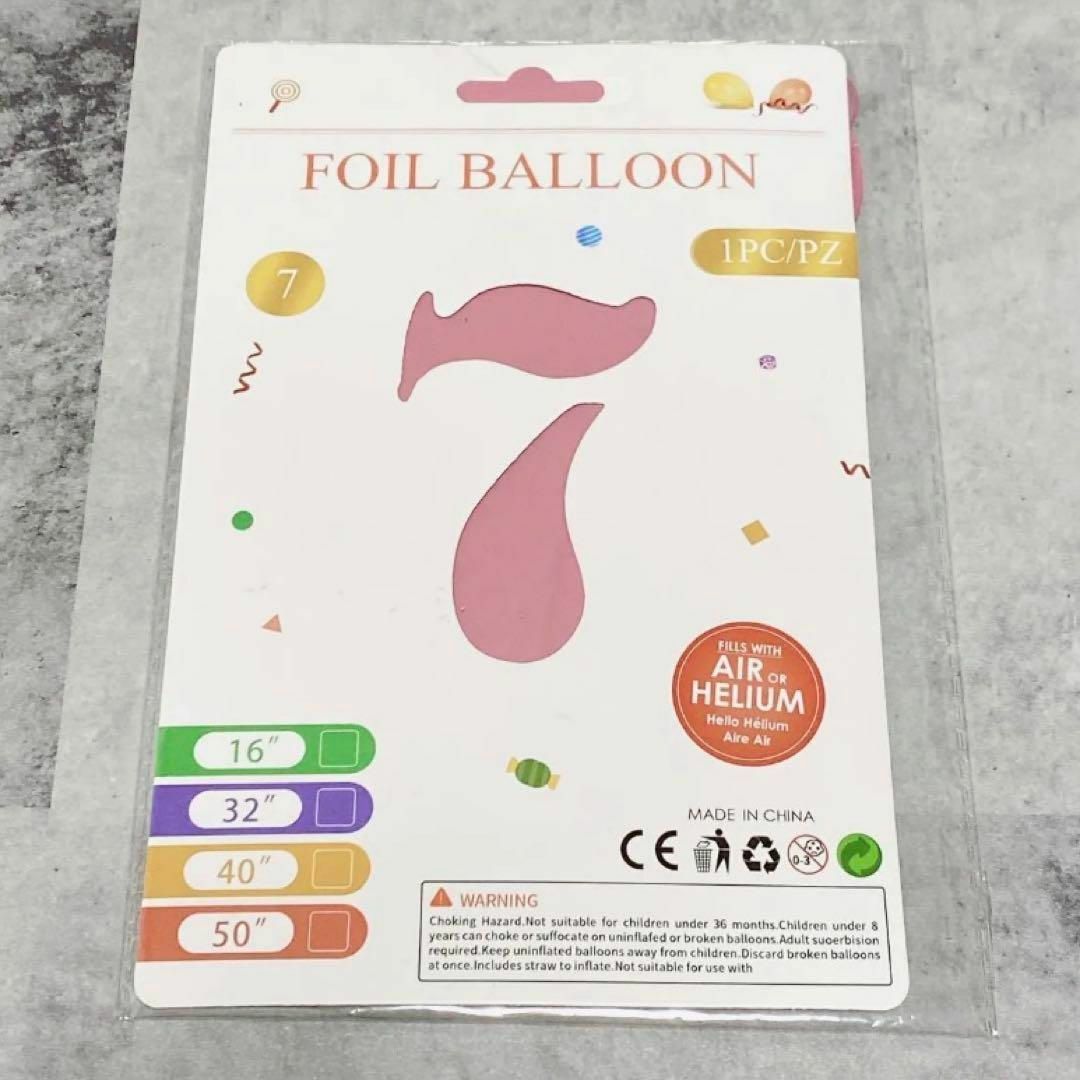 FOIL BALLOON
1PC/PZ
7
7
FILLS WITH
AIR OR
HELIUM
Hello Hélium
Aire Air
16"
32"
40"
50"
MADE IN CHINA
CE
0-3
WARNING
Choking Hazard.Not suitable for children under 36 months.Children under 8
years can choke or suffocate on uninflafed or broken balloons.Adult suoerbision
required.Keep uninflated balloons away from children.Discard broken balloons
at once.Includes straw to inflate.Not suitable for use with